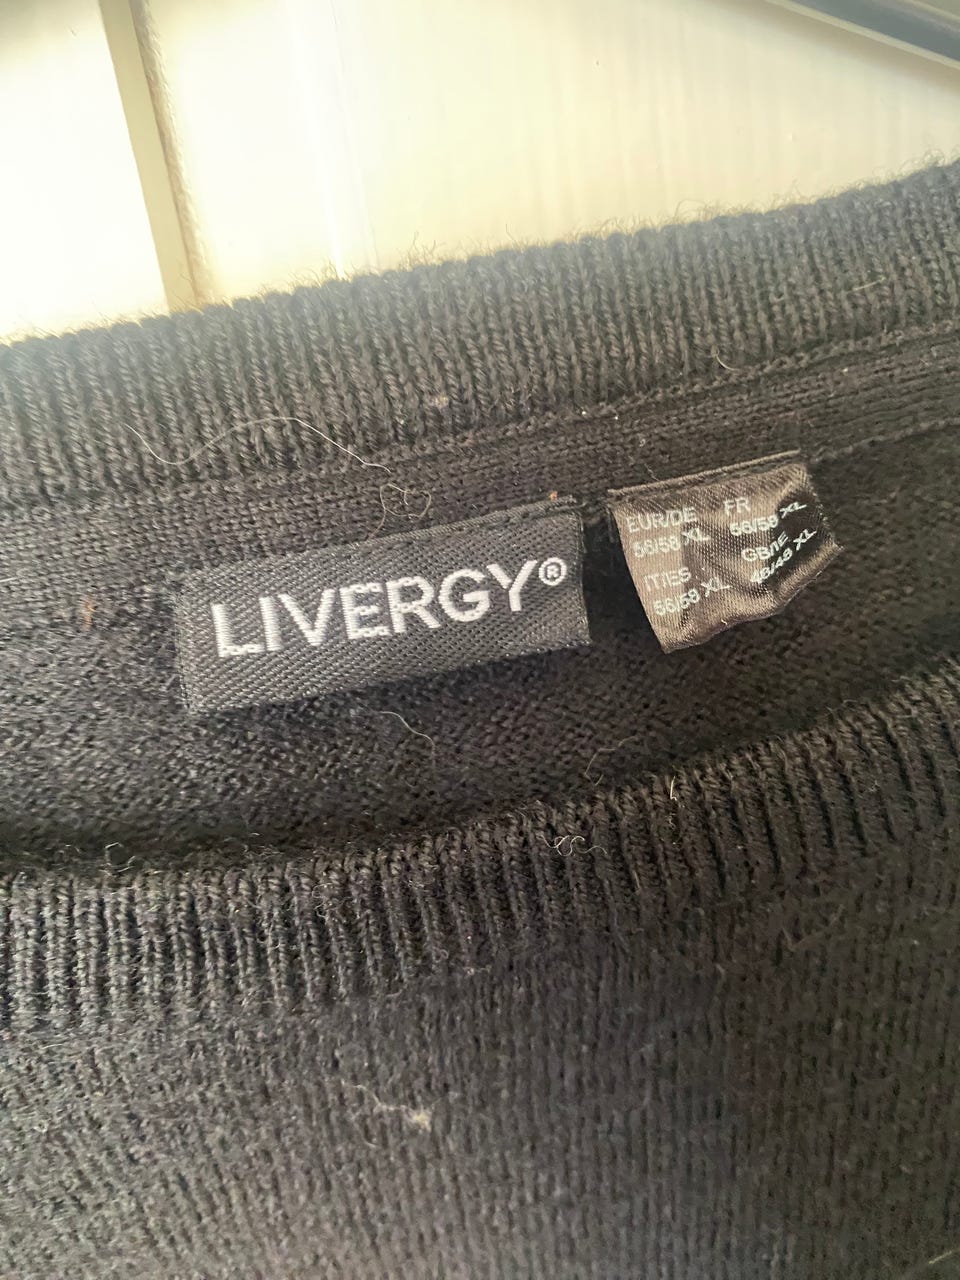 LIVERGY®
EUR/DE
56/58 XL
FR
56/58 XL
IT/ES
56/58 XL
GB/IE
46/48 XL